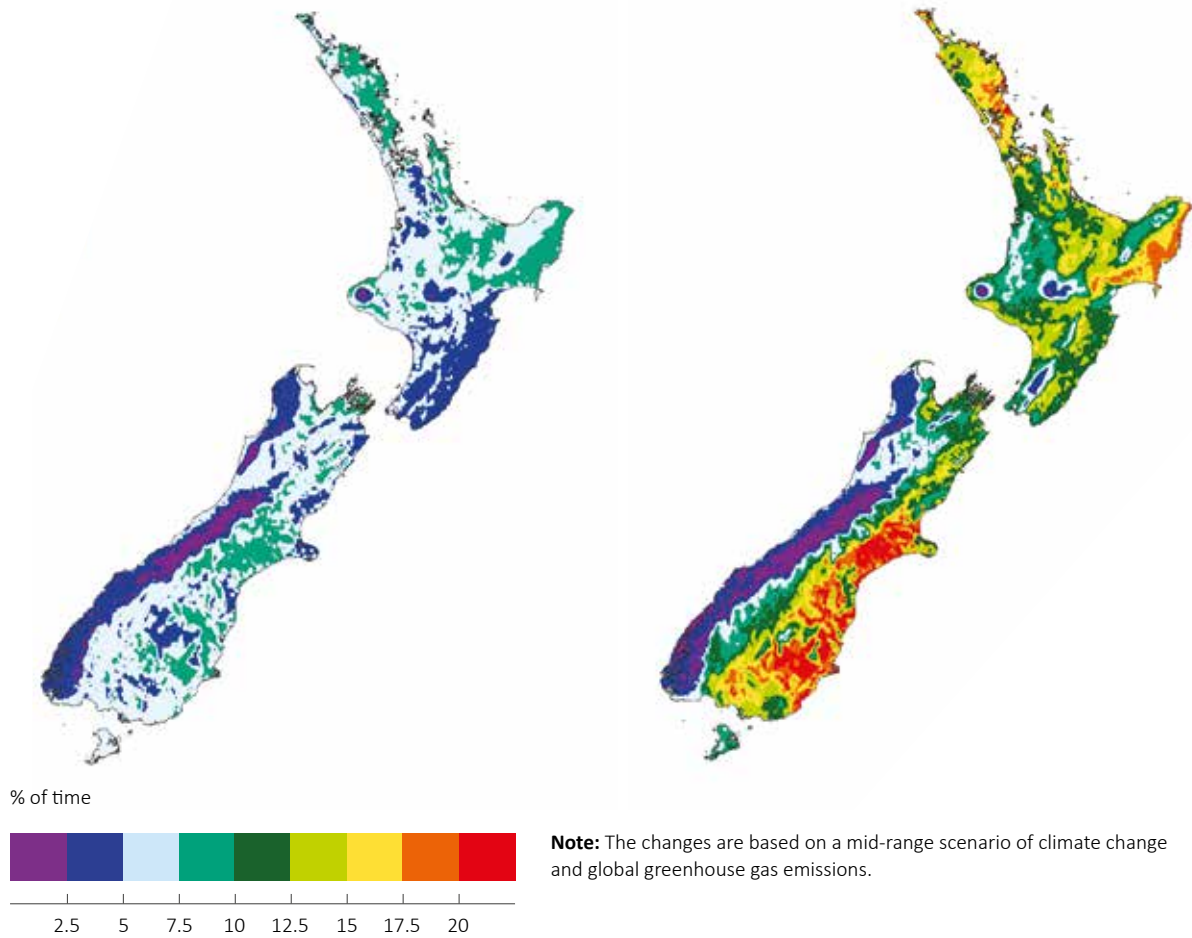 % of time
Note: The changes are based on a mid-range scenario of climate change
and global greenhouse gas emissions.
2.5 5 7.5 10 12.5 15 17.5 20